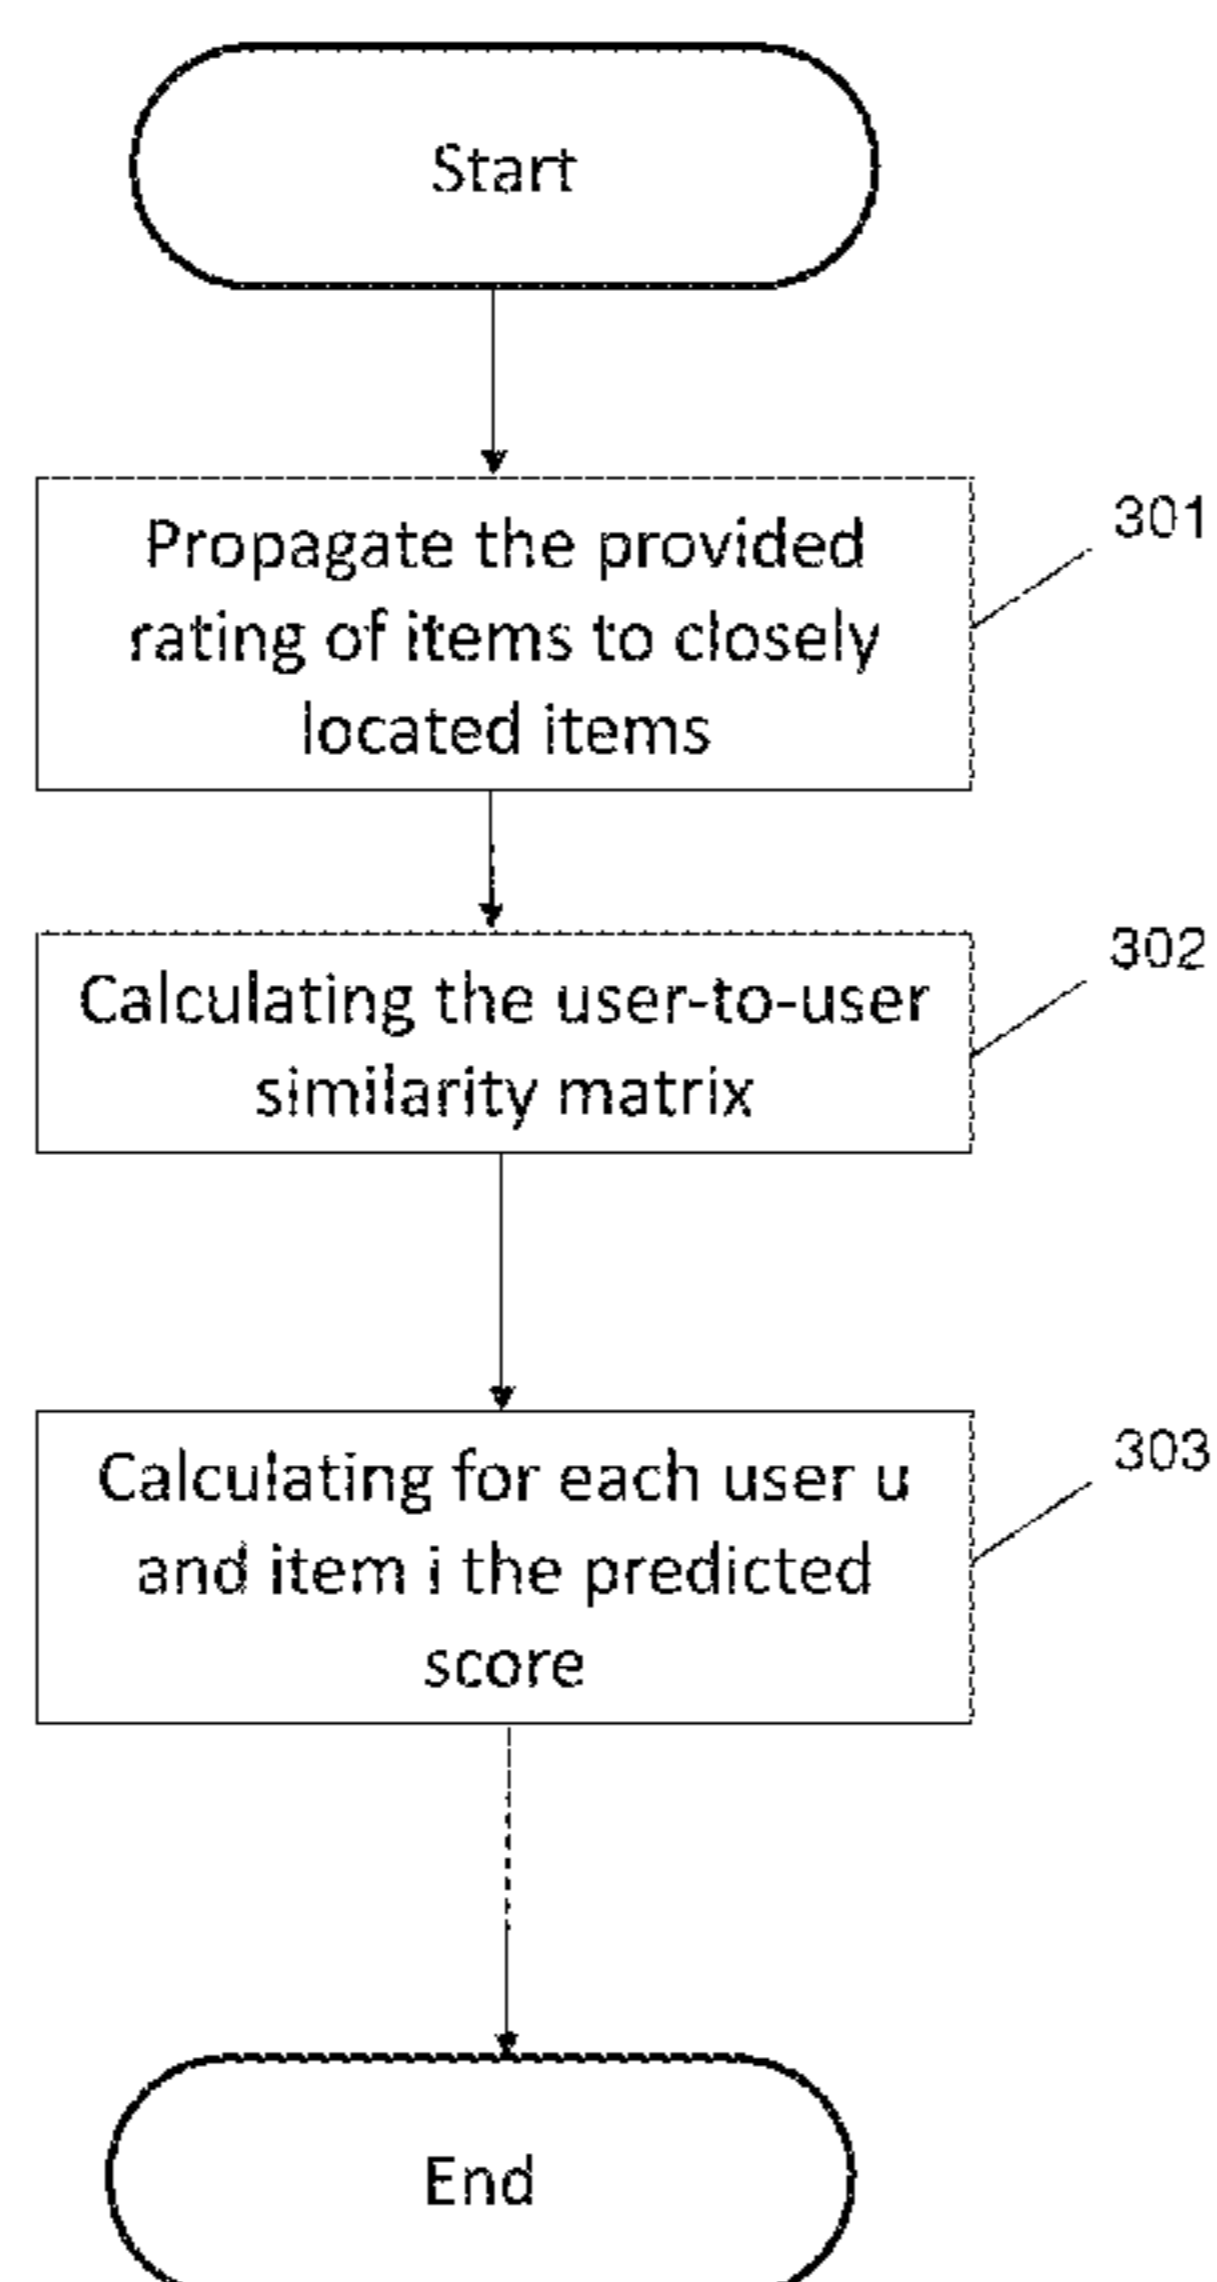 Start
Propagate the provided
rating of items to closely
located items
301
Calculating the user-to-user
similarity matrix
302
Calculating for each user u
and item i the predicted
score
303
End